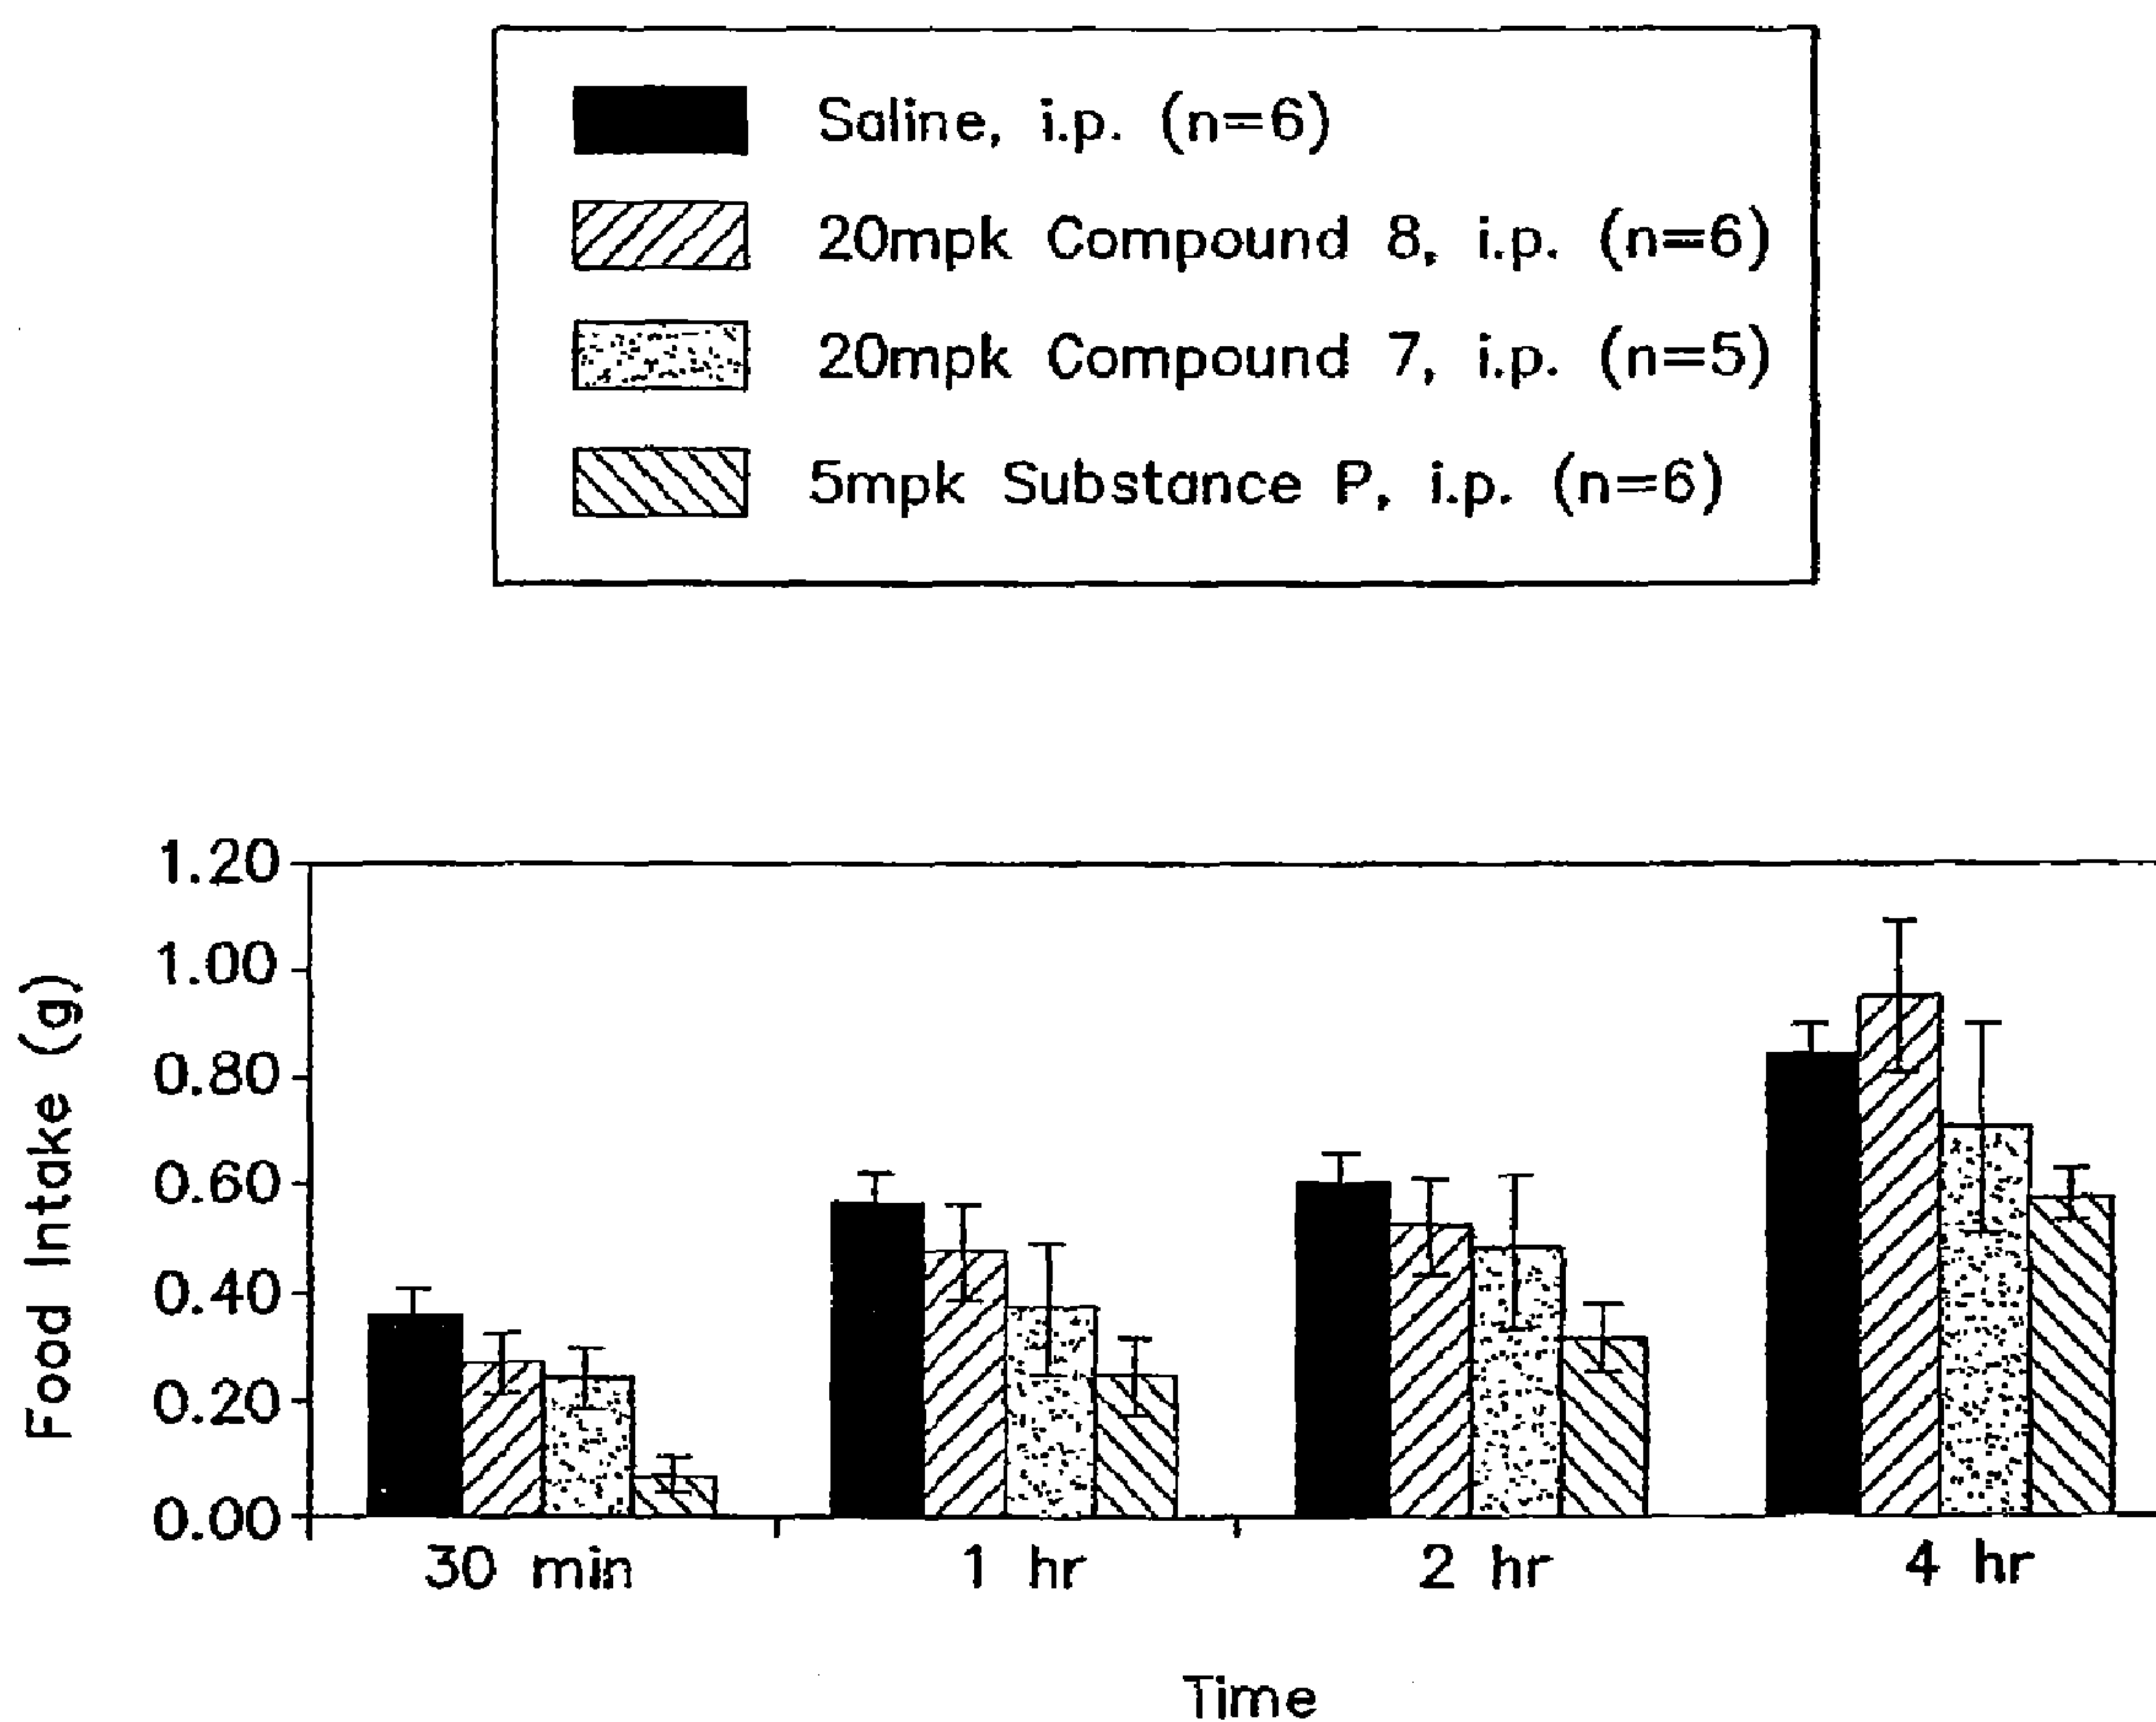 Saline, i.p. (n=6)
20mpk Compound 8, i.p. (n=6)
20mpk Compound 7, i.p. (n=5)
5mpk Substance P, i.p. (n=6)
1.20
1.00
0.80
0.60
0.40
0.20
0.00
Food Intake (g)
30 min
1 hr
2 hr
4 hr
Time